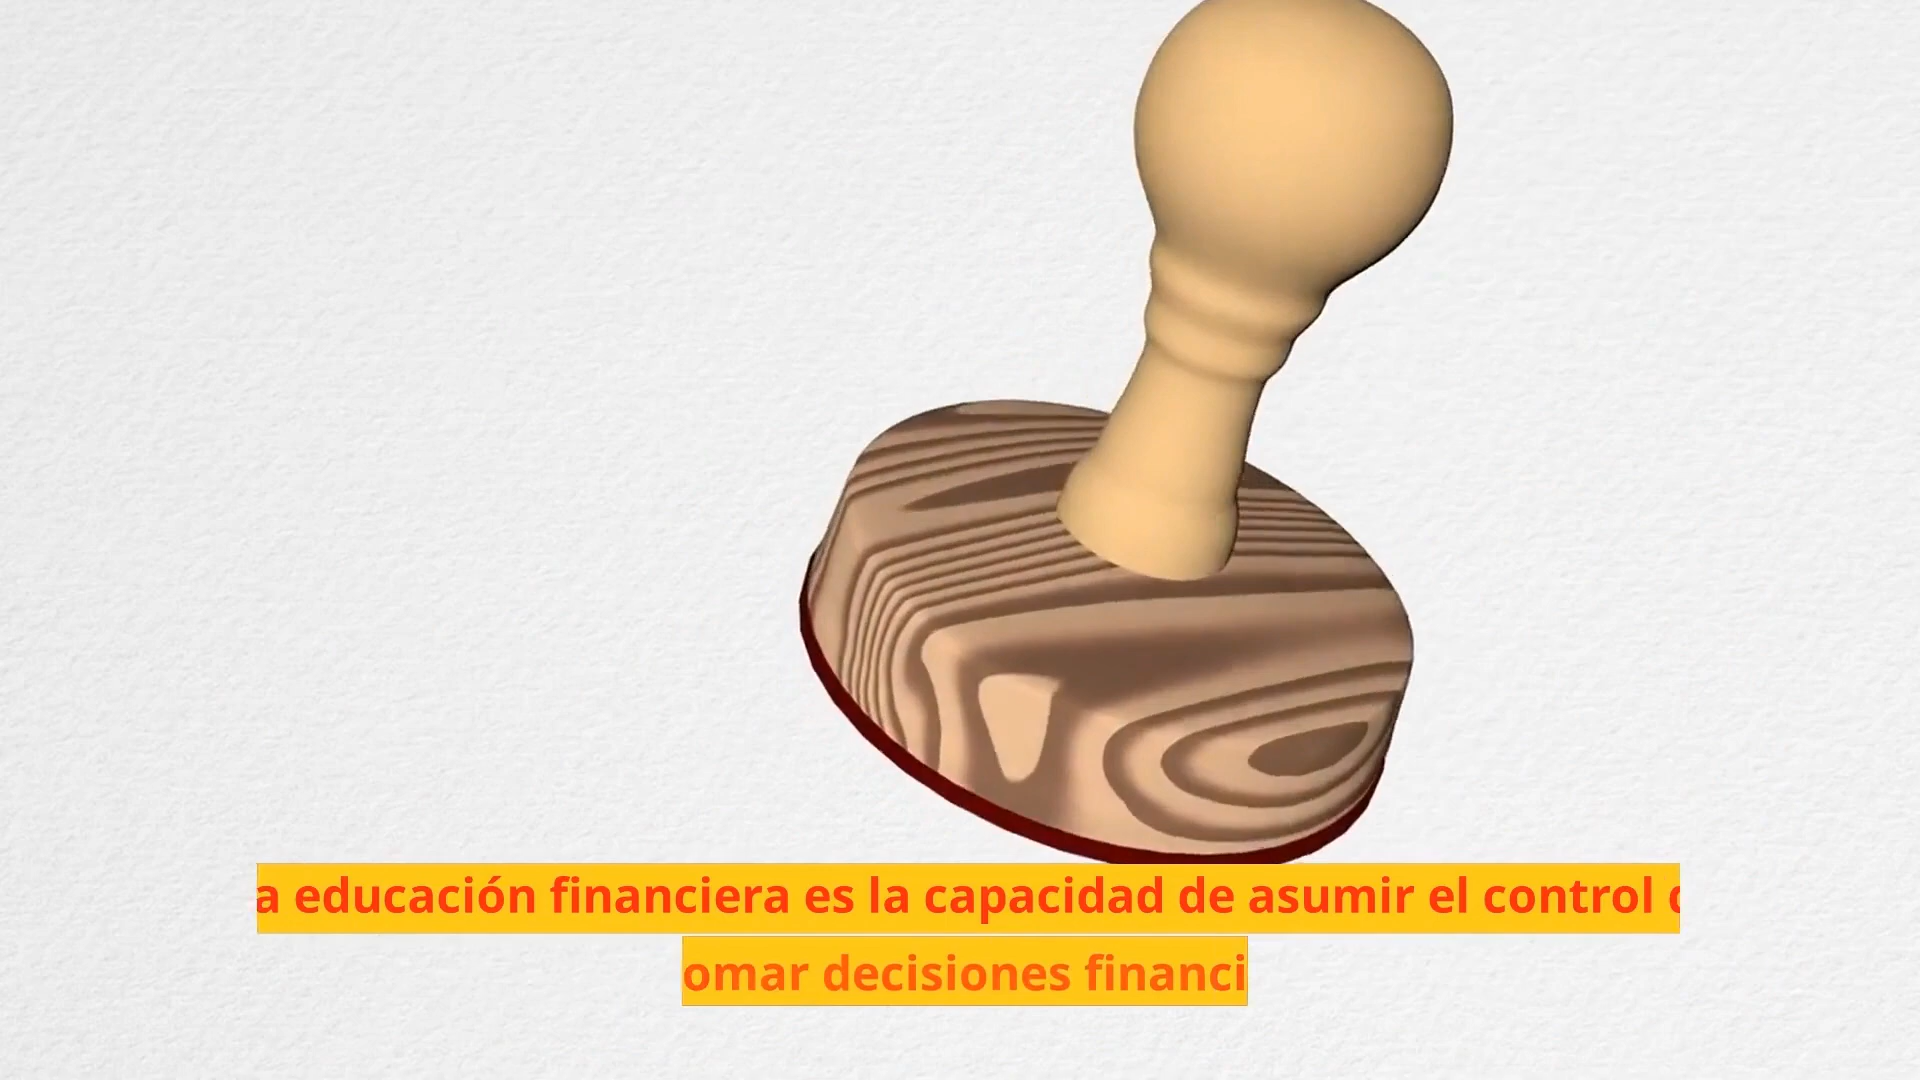 a educación financiera es la capacidad de asumir el control
omar decisiones financi